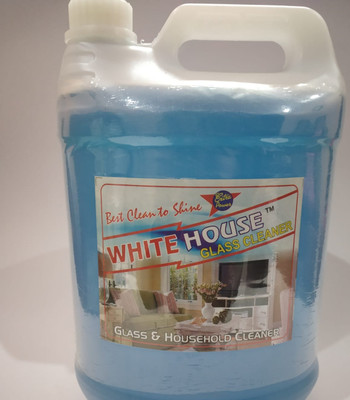 Best Clean to Shine
WHITE HOUSE™
GLASS CLEANER
GLASS & HOUSEHOLD CLEANER